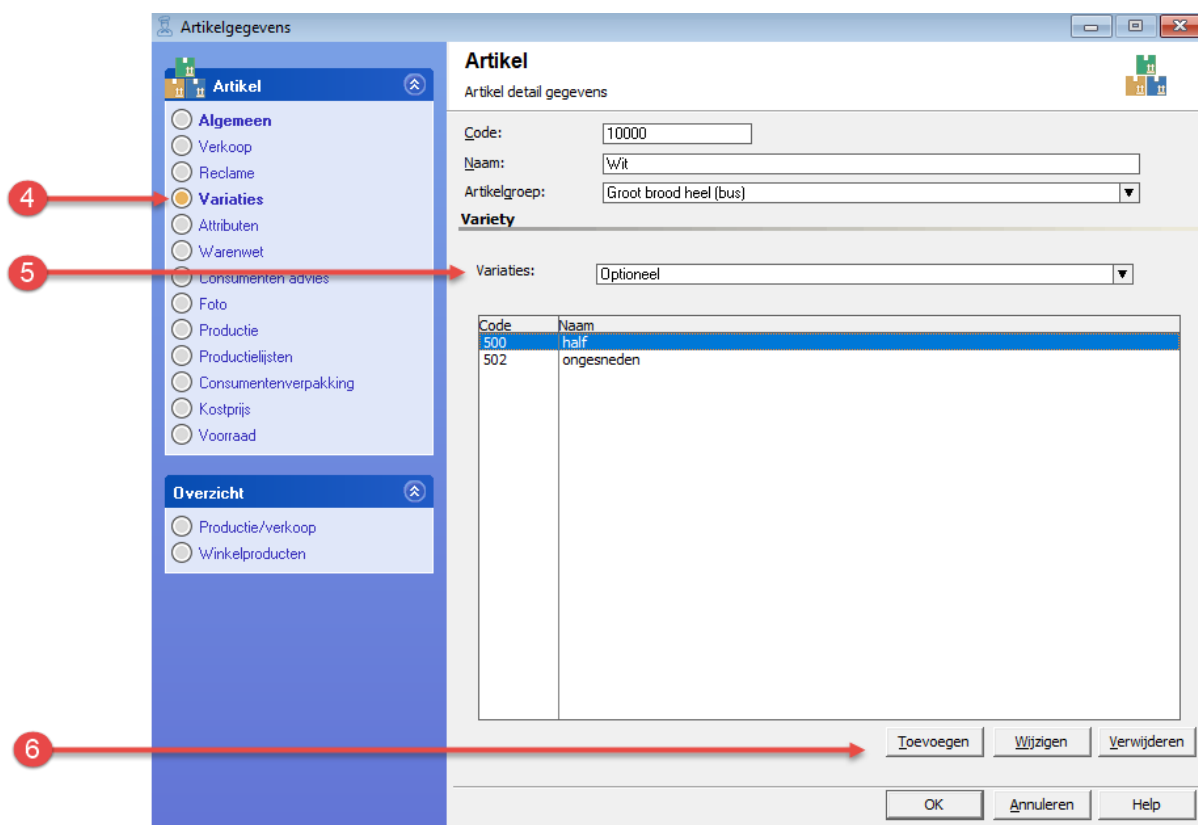 Artikelgegevens
Artikel
Algemeen
Verkoop
Reclame
4
Variaties
Attributen
Warenwet
5
Consumenten advies
Foto
Productie
Productielijsten
Consumentenverpakking
Kostprijs
Voorraad
Overzicht
Productie/verkoop
Winkelproducten
Artikel
Artikel detail gegevens
Code: 10000
Naam: Wit
Artikelgroep: Groot brood heel (bus)
Variety
Variaties: Optioneel
Code Naam
500 half
502 ongesneden
6
Toevoegen Wijzigen Verwijderen
OK Annuleren Help